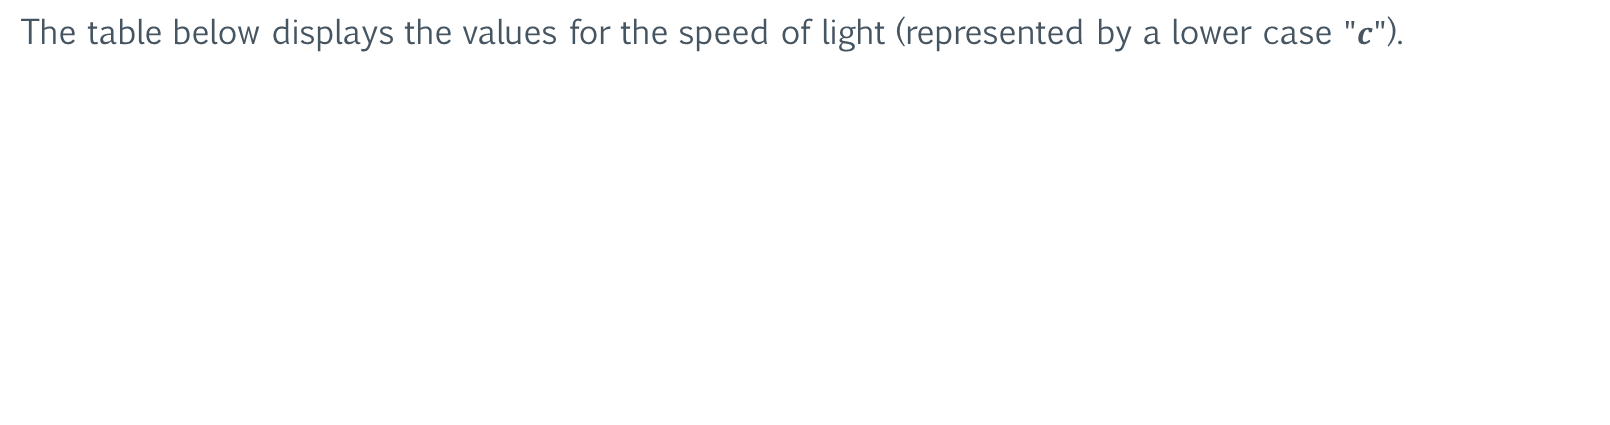 The table below displays the values for the speed of light (represented by a lower case "c").